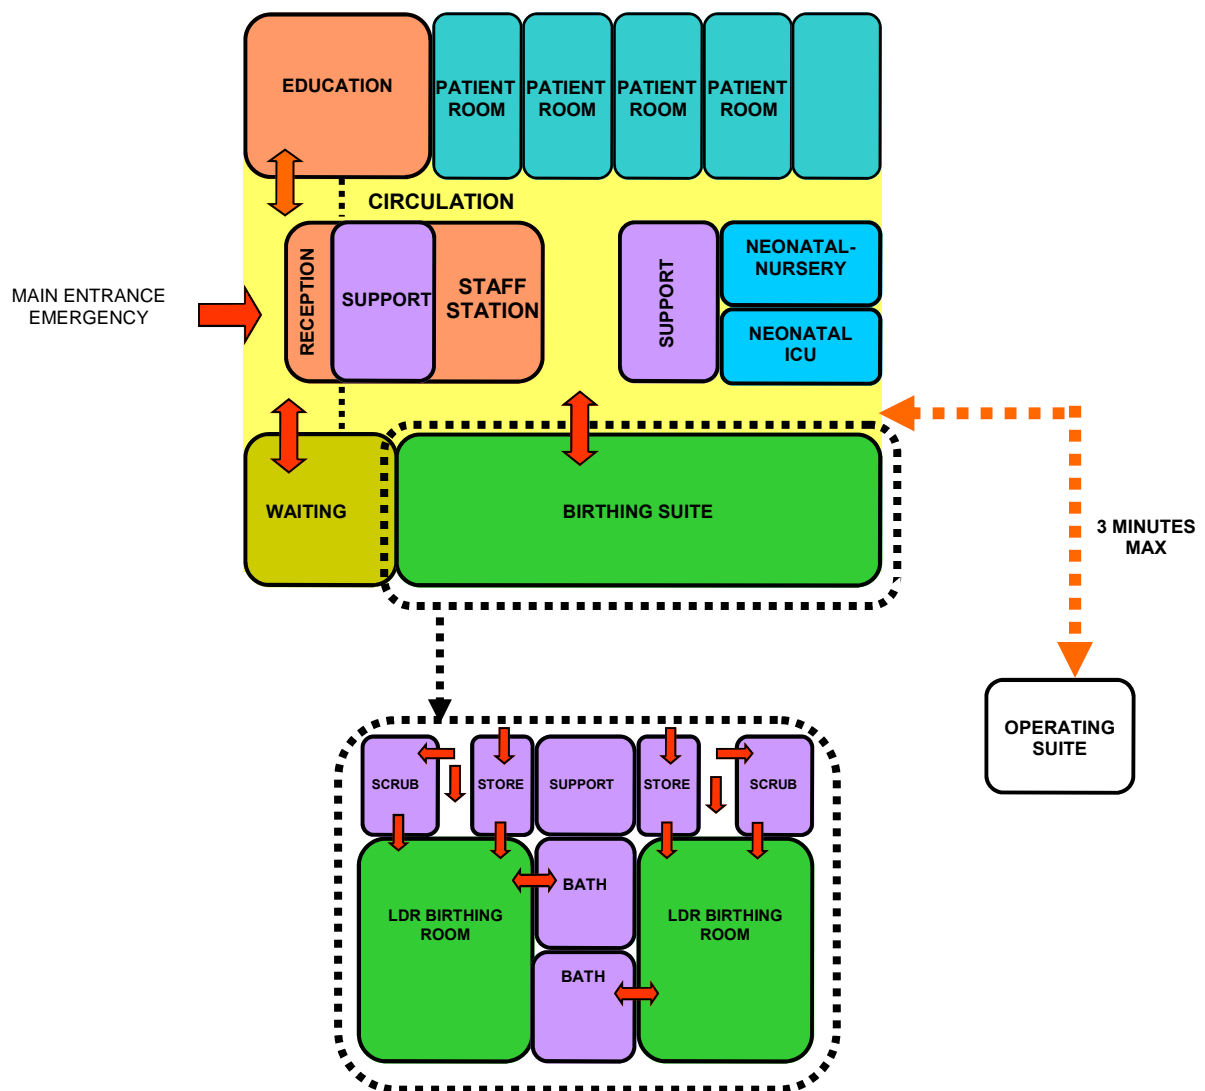 EDUCATION
PATIENT
ROOM
PATIENT
ROOM
PATIENT
ROOM
PATIENT
ROOM
CIRCULATION
MAIN ENTRANCE
EMERGENCY
RECEPTION
SUPPORT
STAFF
STATION
SUPPORT
NEONATAL-
NURSERY
NEONATAL
ICU
WAITING
BIRTHING SUITE
3 MINUTES
MAX
OPERATING
SUITE
SCRUB
STORE
SUPPORT
STORE
SCRUB
LDR BIRTHING
ROOM
BATH
LDR BIRTHING
ROOM
BATH